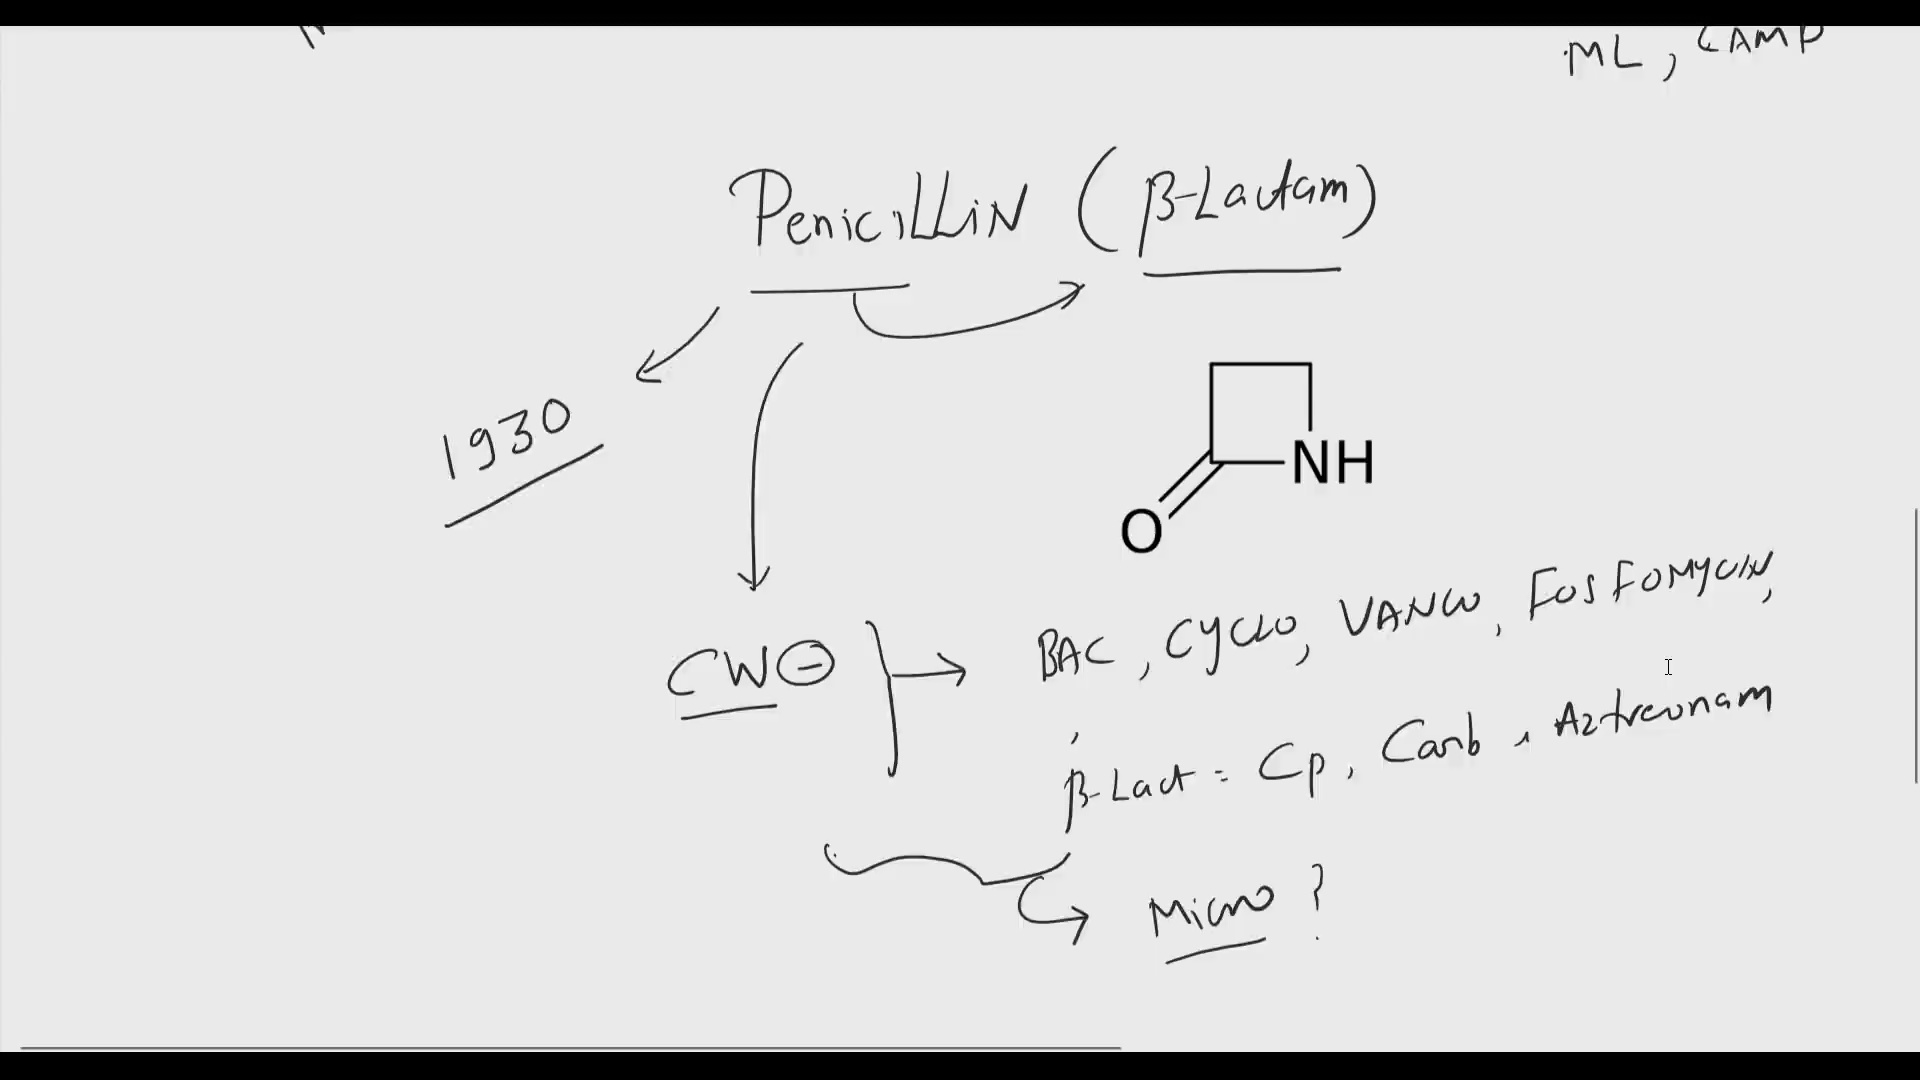 ML, CAMP
Penicillin (β-Lactam)
1930
NH
O
CW⊖
BAC, CYCLO, VANCO, FOSFOMYCIN,
, β-Lact = Cp, Carb, Aztreonam
Micro ?